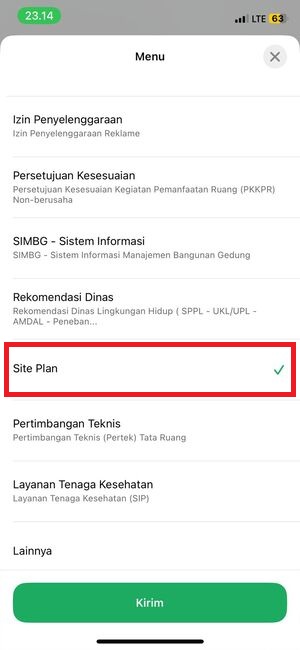 23.14
LTE 63
Menu
Izin Penyelenggaraan
Izin Penyelenggaraan Reklame
Persetujuan Kesesuaian
Persetujuan Kesesuaian Kegiatan Pemanfaatan Ruang (PKKPR)
Non-berusaha
SIMBG - Sistem Informasi
SIMBG - Sistem Informasi Manajemen Bangunan Gedung
Rekomendasi Dinas
Rekomendasi Dinas Lingkungan Hidup ( SPPL - UKL/UPL -
AMDAL - Peneban...
Site Plan
Pertimbangan Teknis
Pertimbangan Teknis (Pertek) Tata Ruang
Layanan Tenaga Kesehatan
Layanan Tenaga Kesehatan (SIP)
Lainnya
Kirim